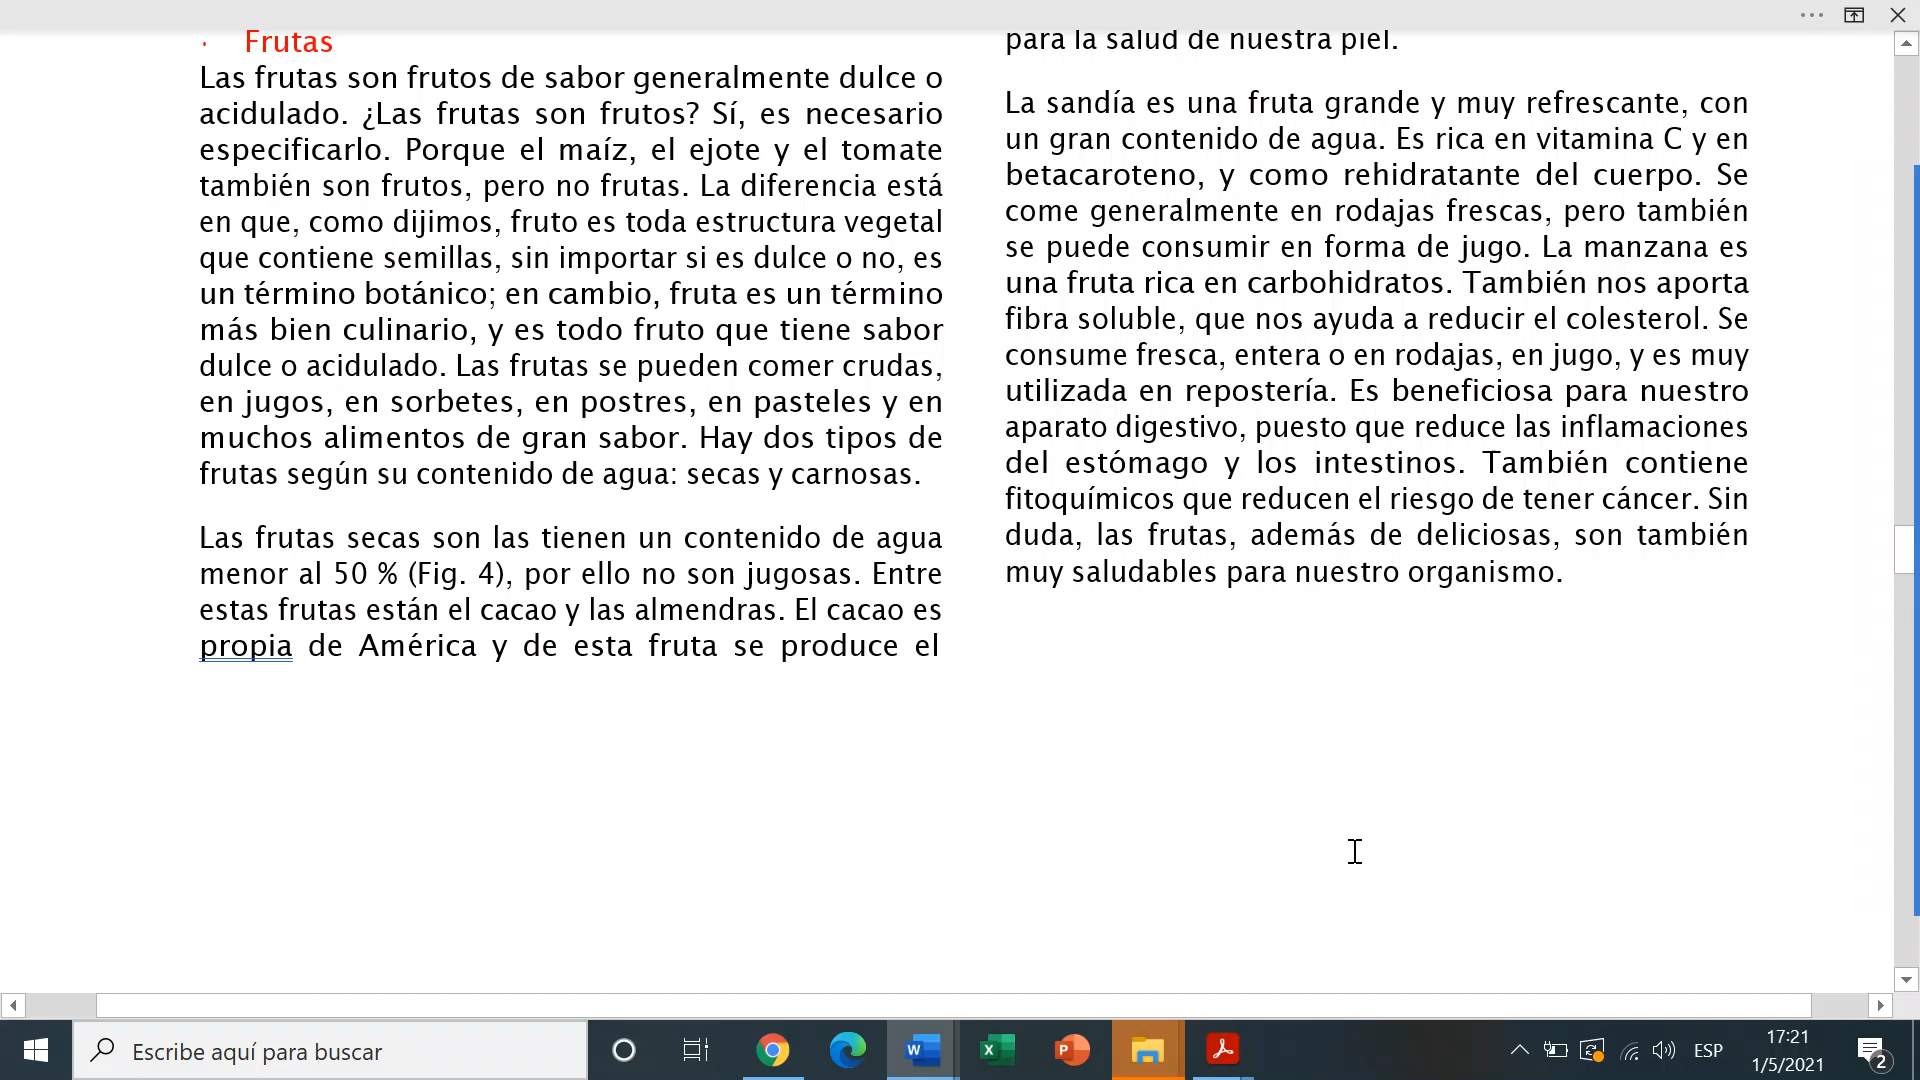 · Frutas
Las frutas son frutos de sabor generalmente dulce o
acidulado. ¿Las frutas son frutos? Sí, es necesario
especificarlo. Porque el maíz, el ejote y el tomate
también son frutos, pero no frutas. La diferencia está
en que, como dijimos, fruto es toda estructura vegetal
que contiene semillas, sin importar si es dulce o no, es
un término botánico; en cambio, fruta es un término
más bien culinario, y es todo fruto que tiene sabor
dulce o acidulado. Las frutas se pueden comer crudas,
en jugos, en sorbetes, en postres, en pasteles y en
muchos alimentos de gran sabor. Hay dos tipos de
frutas según su contenido de agua: secas y carnosas.
Las frutas secas son las tienen un contenido de agua
menor al 50 % (Fig. 4), por ello no son jugosas. Entre
estas frutas están el cacao y las almendras. El cacao es
propia de América y de esta fruta se produce el
para la salud de nuestra piel.
La sandía es una fruta grande y muy refrescante, con
un gran contenido de agua. Es rica en vitamina C y en
betacaroteno, y como rehidratante del cuerpo. Se
come generalmente en rodajas frescas, pero también
se puede consumir en forma de jugo. La manzana es
una fruta rica en carbohidratos. También nos aporta
fibra soluble, que nos ayuda a reducir el colesterol. Se
consume fresca, entera o en rodajas, en jugo, y es muy
utilizada en repostería. Es beneficiosa para nuestro
aparato digestivo, puesto que reduce las inflamaciones
del estómago y los intestinos. También contiene
fitoquímicos que reducen el riesgo de tener cáncer. Sin
duda, las frutas, además de deliciosas, son también
muy saludables para nuestro organismo.
Escribe aquí para buscar
W
X
P
ESP
17:21
1/5/2021
2